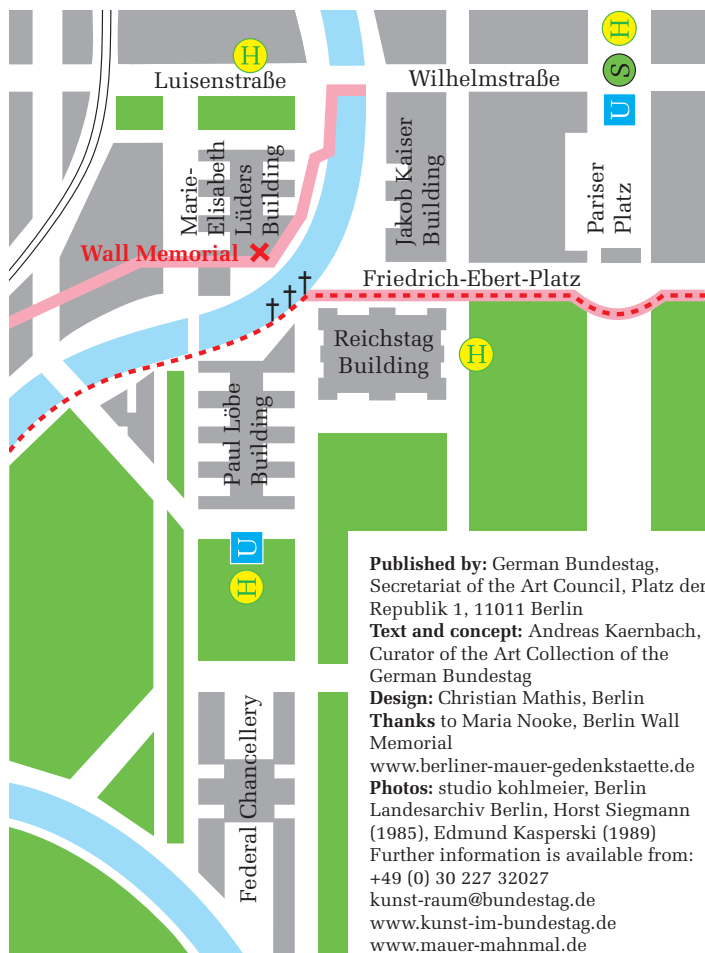 H
H
S
U
Luisenstraße
Wilhelmstraße
Marie-
Elisabeth
Lüders
Building
Jakob Kaiser
Building
Pariser
Platz
Wall Memorial
Friedrich-Ebert-Platz
Reichstag
Building
H
Paul Löbe
Building
U
H
Federal Chancellery
Published by: German Bundestag,
Secretariat of the Art Council, Platz der
Republik 1, 11011 Berlin
Text and concept: Andreas Kaernbach,
Curator of the Art Collection of the
German Bundestag
Design: Christian Mathis, Berlin
Thanks to Maria Nooke, Berlin Wall
Memorial
www.berliner-mauer-gedenkstaette.de
Photos: studio kohlmeier, Berlin
Landesarchiv Berlin, Horst Siegmann
(1985), Edmund Kasperski (1989)
Further information is available from:
+49 (0) 30 227 32027
kunst-raum@bundestag.de
www.kunst-im-bundestag.de
www.mauer-mahnmal.de